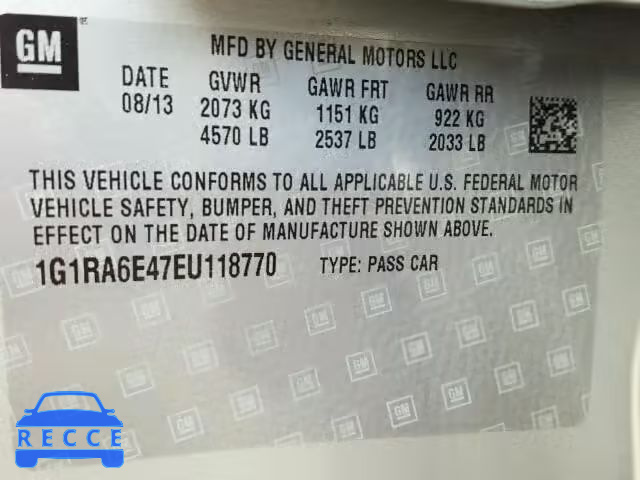 GM
MFD BY GENERAL MOTORS LLC
DATE GVWR GAWR FRT GAWR RR
08/13 2073 KG 1151 KG 922 KG
4570 LB 2537 LB 2033 LB
THIS VEHICLE CONFORMS TO ALL APPLICABLE U.S. FEDERAL MOTOR
VEHICLE SAFETY, BUMPER, AND THEFT PREVENTION STANDARDS IN
EFFECT ON THE DATE OF MANUFACTURE SHOWN ABOVE.
1G1RA6E47EU118770 TYPE: PASS CAR
RECCE